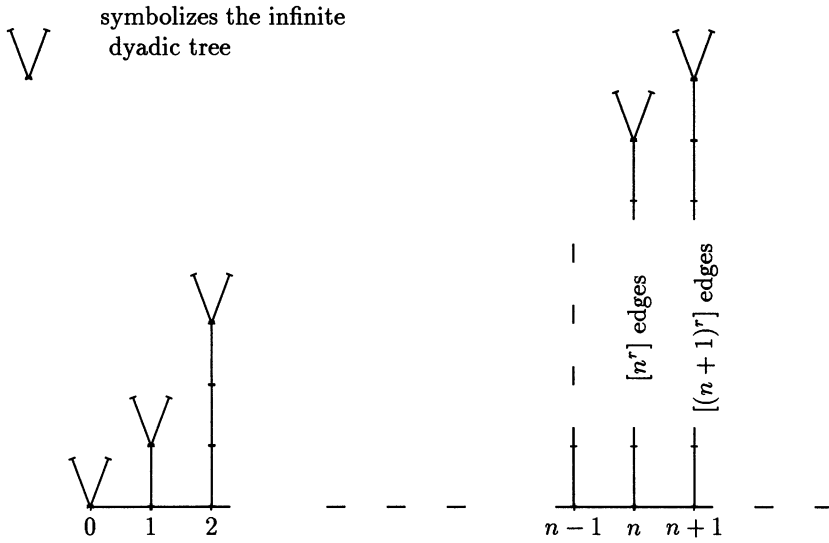 symbolizes the infinite
dyadic tree
[n^r] edges
[(n + 1)^r] edges
0 1 2 n − 1 n n + 1